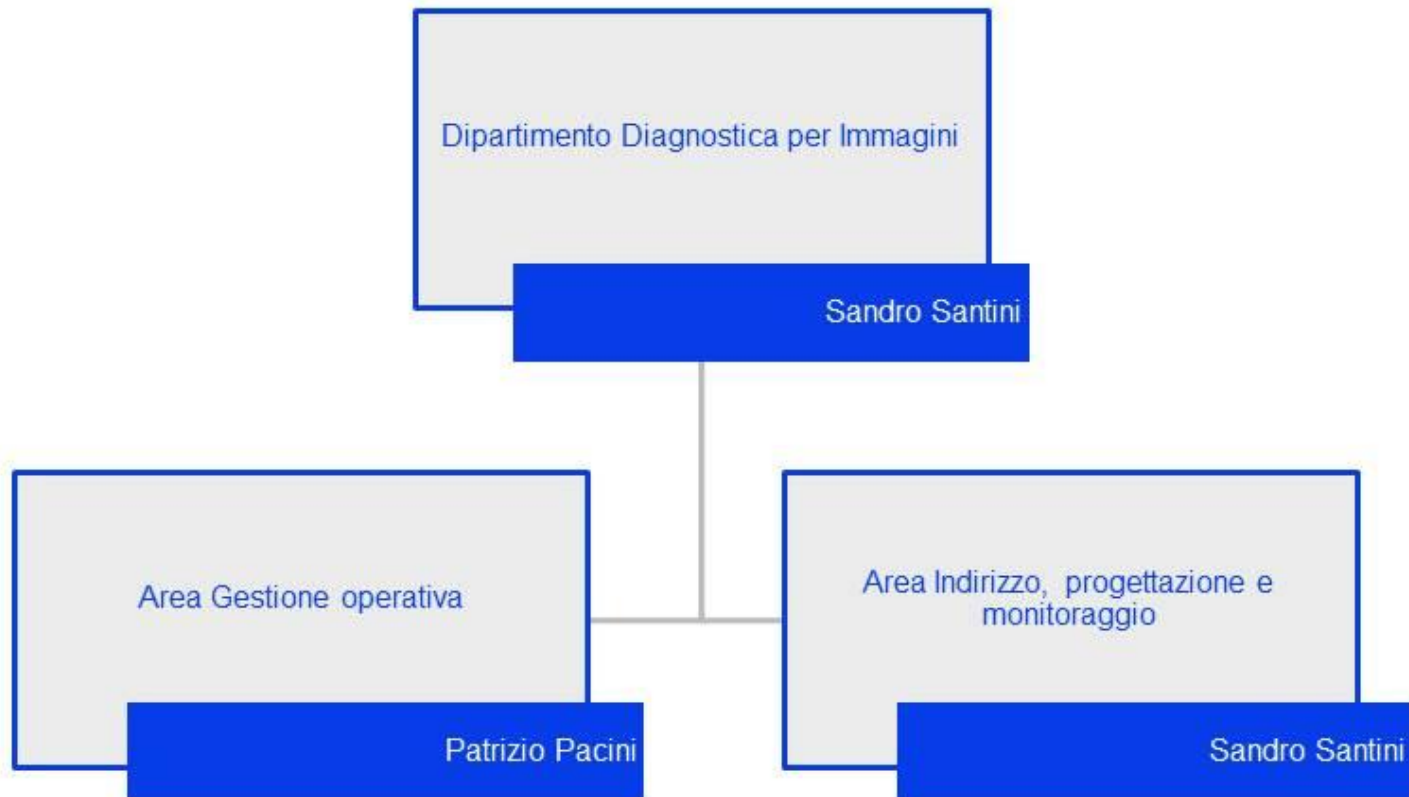 Dipartimento Diagnostica per Immagini
Sandro Santini
Area Gestione operativa
Patrizio Pacini
Area Indirizzo, progettazione e
monitoraggio
Sandro Santini